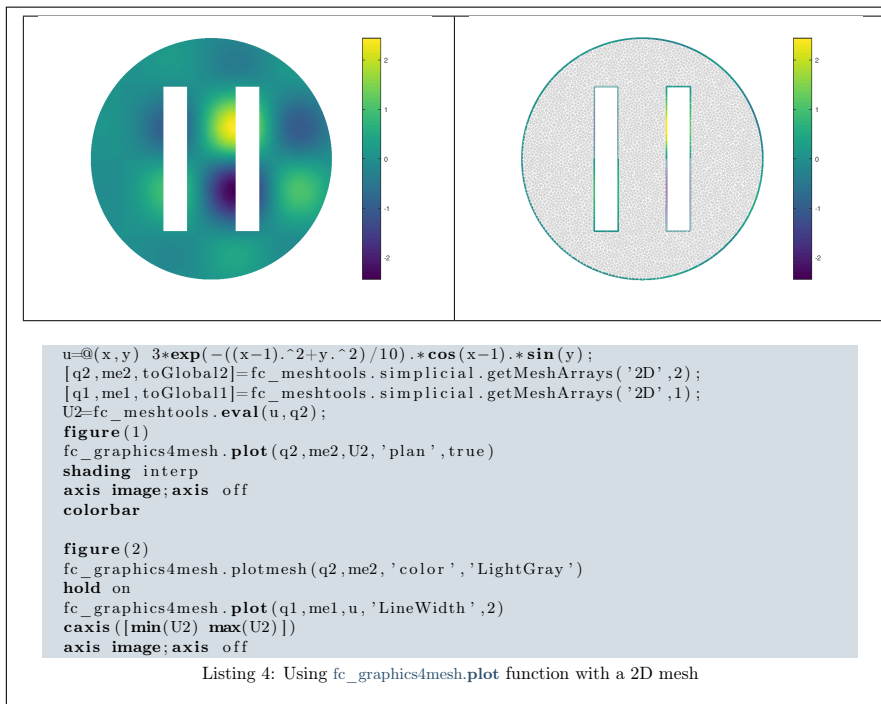 2
1
0
-1
-2
2
1
0
-1
-2
u=@(x,y) 3*exp(-((x-1).^2+y.^2)/10).*cos(x-1).*sin(y);
[q2,me2,toGlobal2]=fc_meshtools.simplicial.getMeshArrays('2D',2);
[q1,me1,toGlobal1]=fc_meshtools.simplicial.getMeshArrays('2D',1);
U2=fc_meshtools.eval(u,q2);
figure(1)
fc_graphics4mesh.plot(q2,me2,U2,'plan',true)
shading interp
axis image;axis off
colorbar
figure(2)
fc_graphics4mesh.plotmesh(q2,me2,'color','LightGray')
hold on
fc_graphics4mesh.plot(q1,me1,u,'LineWidth',2)
caxis([min(U2) max(U2)])
axis image;axis off
Listing 4: Using fc_graphics4mesh.plot function with a 2D mesh